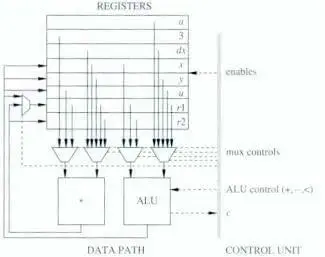 REGISTERS
u
3
dx
x
y
u
r1
r2
enables
mux controls
ALU control (+,−,<)
*
ALU
c
DATA PATH
CONTROL UNIT